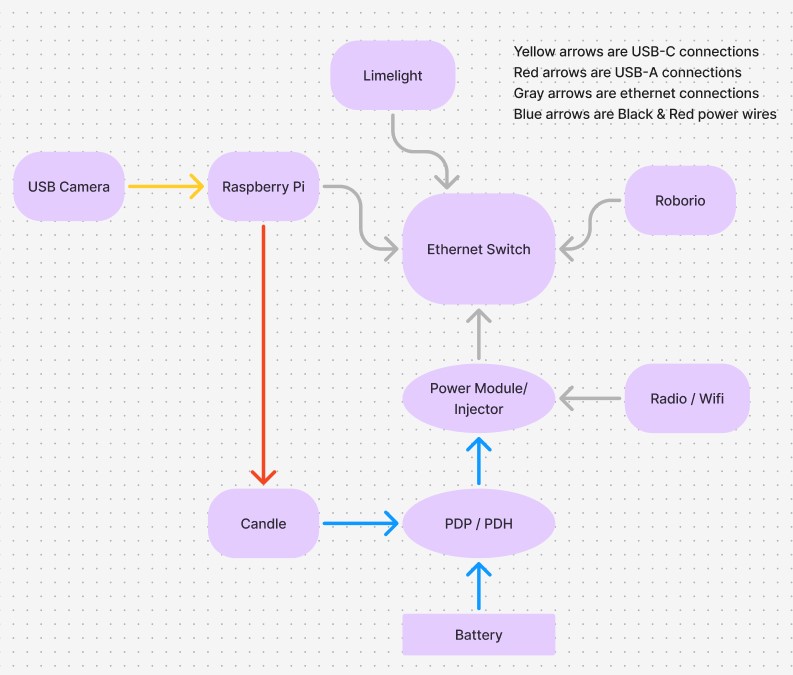 Yellow arrows are USB-C connections
Red arrows are USB-A connections
Gray arrows are ethernet connections
Blue arrows are Black & Red power wires
Limelight
USB Camera
Raspberry Pi
Roborio
Ethernet Switch
Power Module/
Injector
Radio / Wifi
Candle
PDP / PDH
Battery